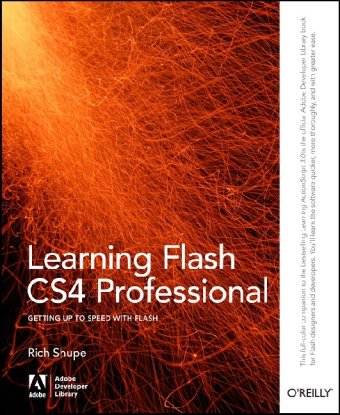 Learning Flash
CS4 Professional
GETTING UP TO SPEED WITH FLASH
Rich Shupe
Adobe
Adobe
Developer
Library
This full-color companion to the bestselling Learning ActionScript 3.0 is the official Adobe Developer Library book
for Flash designers and developers. You'll learn the software quicker, more thoroughly, and with greater ease.
O'REILLY®